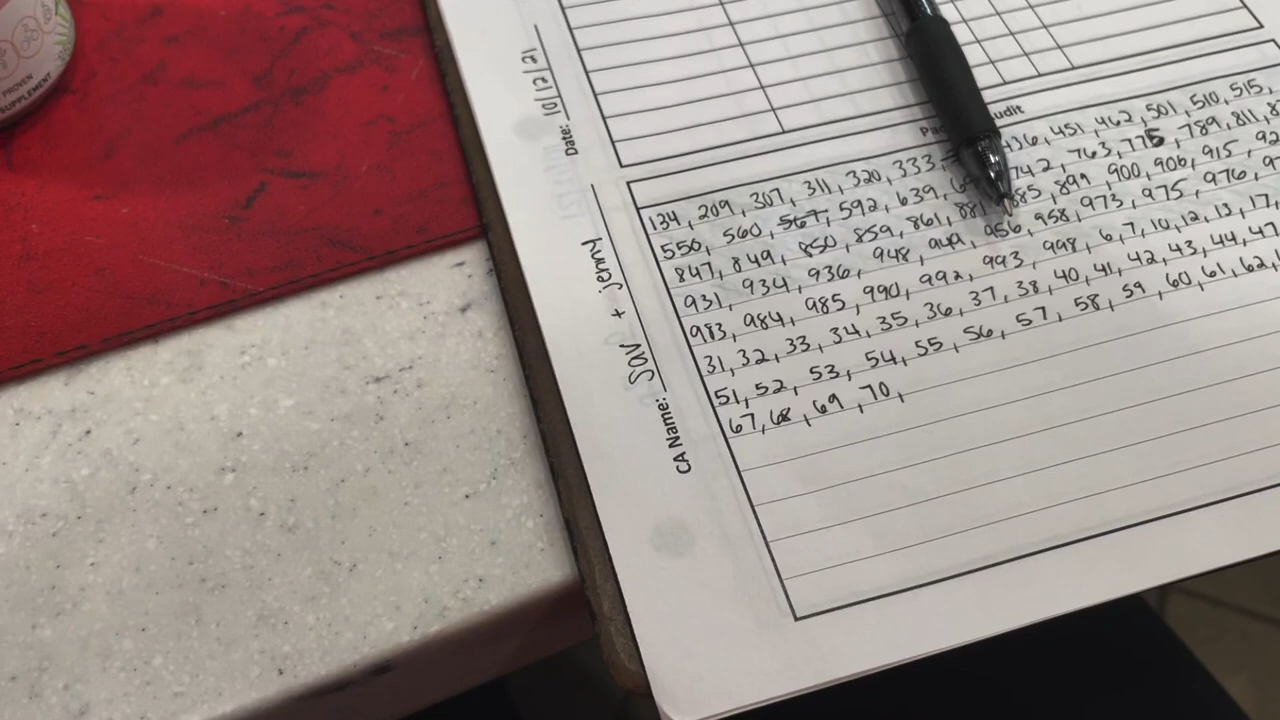 PROVEN
SUPPLEMENT
Date: 10/12/21
CA Name: Sav + Jenny
Audit
134, 209, 307, 311, 320, 333, 436, 451, 462, 501, 510, 515,
550, 560, 567, 592, 639, 742, 763, 775, 789, 811,
847, 849, 850, 859, 861, 885, 899, 900, 906, 915,
931, 934, 936, 948, 949, 956, 958, 973, 975, 976,
983, 984, 985, 990, 992, 993, 998, 6, 7, 10, 12, 13, 17,
31, 32, 33, 34, 35, 36, 37, 38, 40, 41, 42, 43, 44, 47
51, 52, 53, 54, 55, 56, 57, 58, 59, 60, 61, 62,
67, 68, 69, 70,